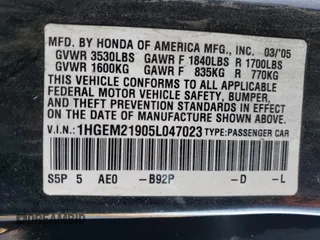 MFD. BY HONDA OF AMERICA MFG., INC. 03/'05
GVWR 3530LBS GAWR F 1840LBS R 1700LBS
GVWR 1600KG GAWR F 835KG R 770KG
THIS VEHICLE CONFORMS TO ALL APPLICABLE
FEDERAL MOTOR VEHICLE SAFETY, BUMPER,
AND THEFT PREVENTION STANDARDS IN EFFECT
ON THE DATE OF MANUFACTURE SHOWN ABOVE.
V.I.N.: 1HGEM21905L047023 TYPE: PASSENGER CAR
S5P 5 AE0 -B92P -D -L